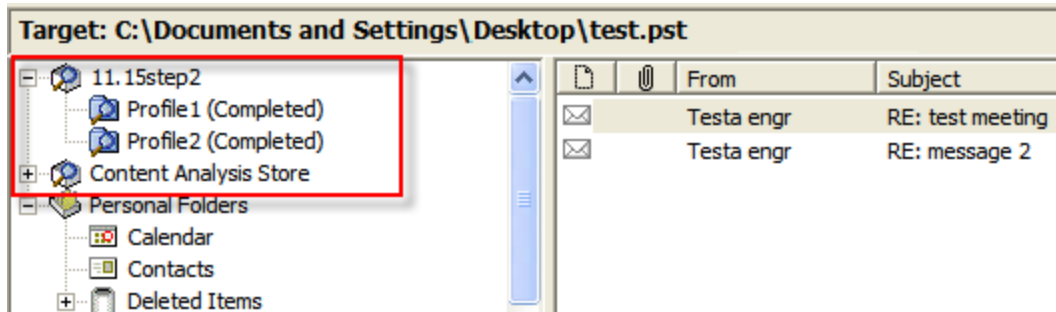 Target: C:\Documents and Settings\Desktop\test.pst
11.15step2
Profile1 (Completed)
Profile2 (Completed)
Content Analysis Store
Personal Folders
Calendar
Contacts
Deleted Items
From Subject
Testa engr RE: test meeting
Testa engr RE: message 2